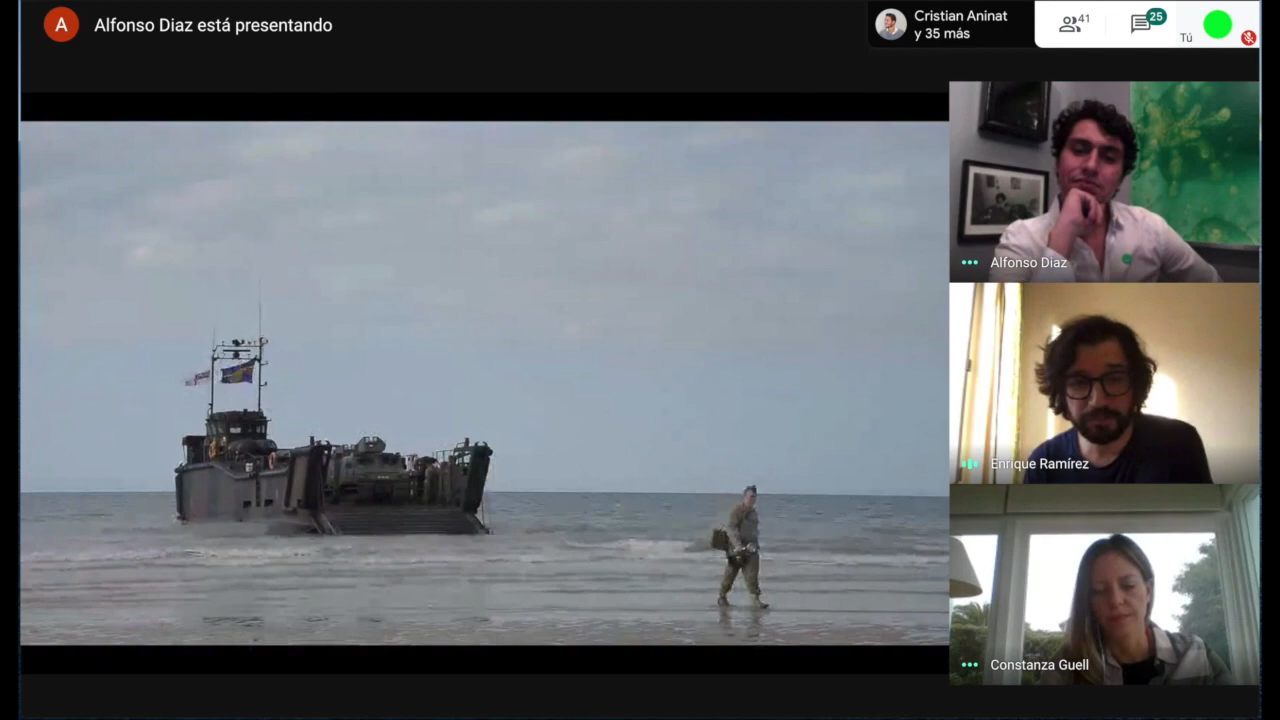 A
Alfonso Diaz está presentando
Cristian Aninat
y 35 más
41
25
Tú
Alfonso Diaz
Enrique Ramírez
Constanza Guell